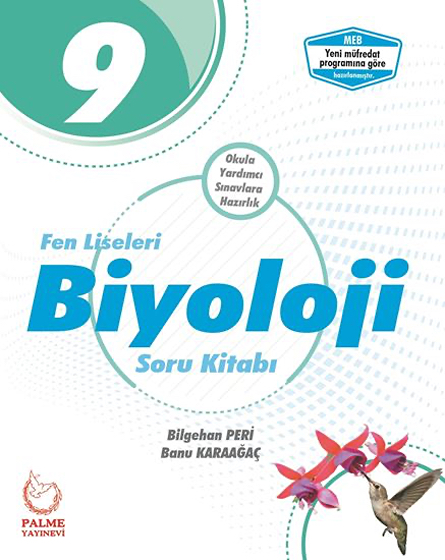 9
MEB
Yeni müfredat
programına göre
hazırlanmıştır.
Okula
Yardımcı
Sınavlara
Hazırlık
Fen Liseleri
Biyoloji
Soru Kitabı
Bilgehan PERİ
Banu KARAAĞAÇ
PALME
YAYINEVİ